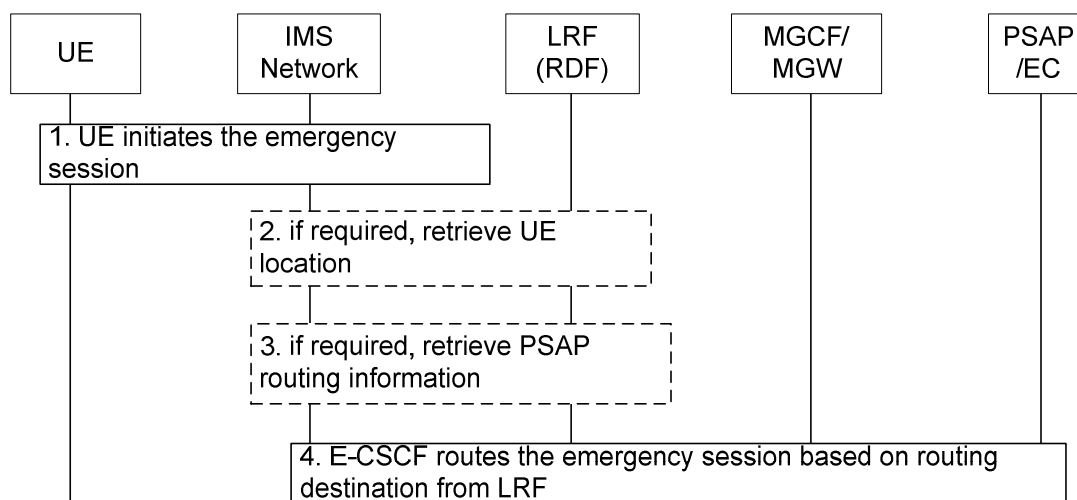 UE
IMS
Network
LRF
(RDF)
MGCF/
MGW
PSAP
/EC
1. UE initiates the emergency
session
2. if required, retrieve UE
location
3. if required, retrieve PSAP
routing information
4. E-CSCF routes the emergency session based on routing
destination from LRF